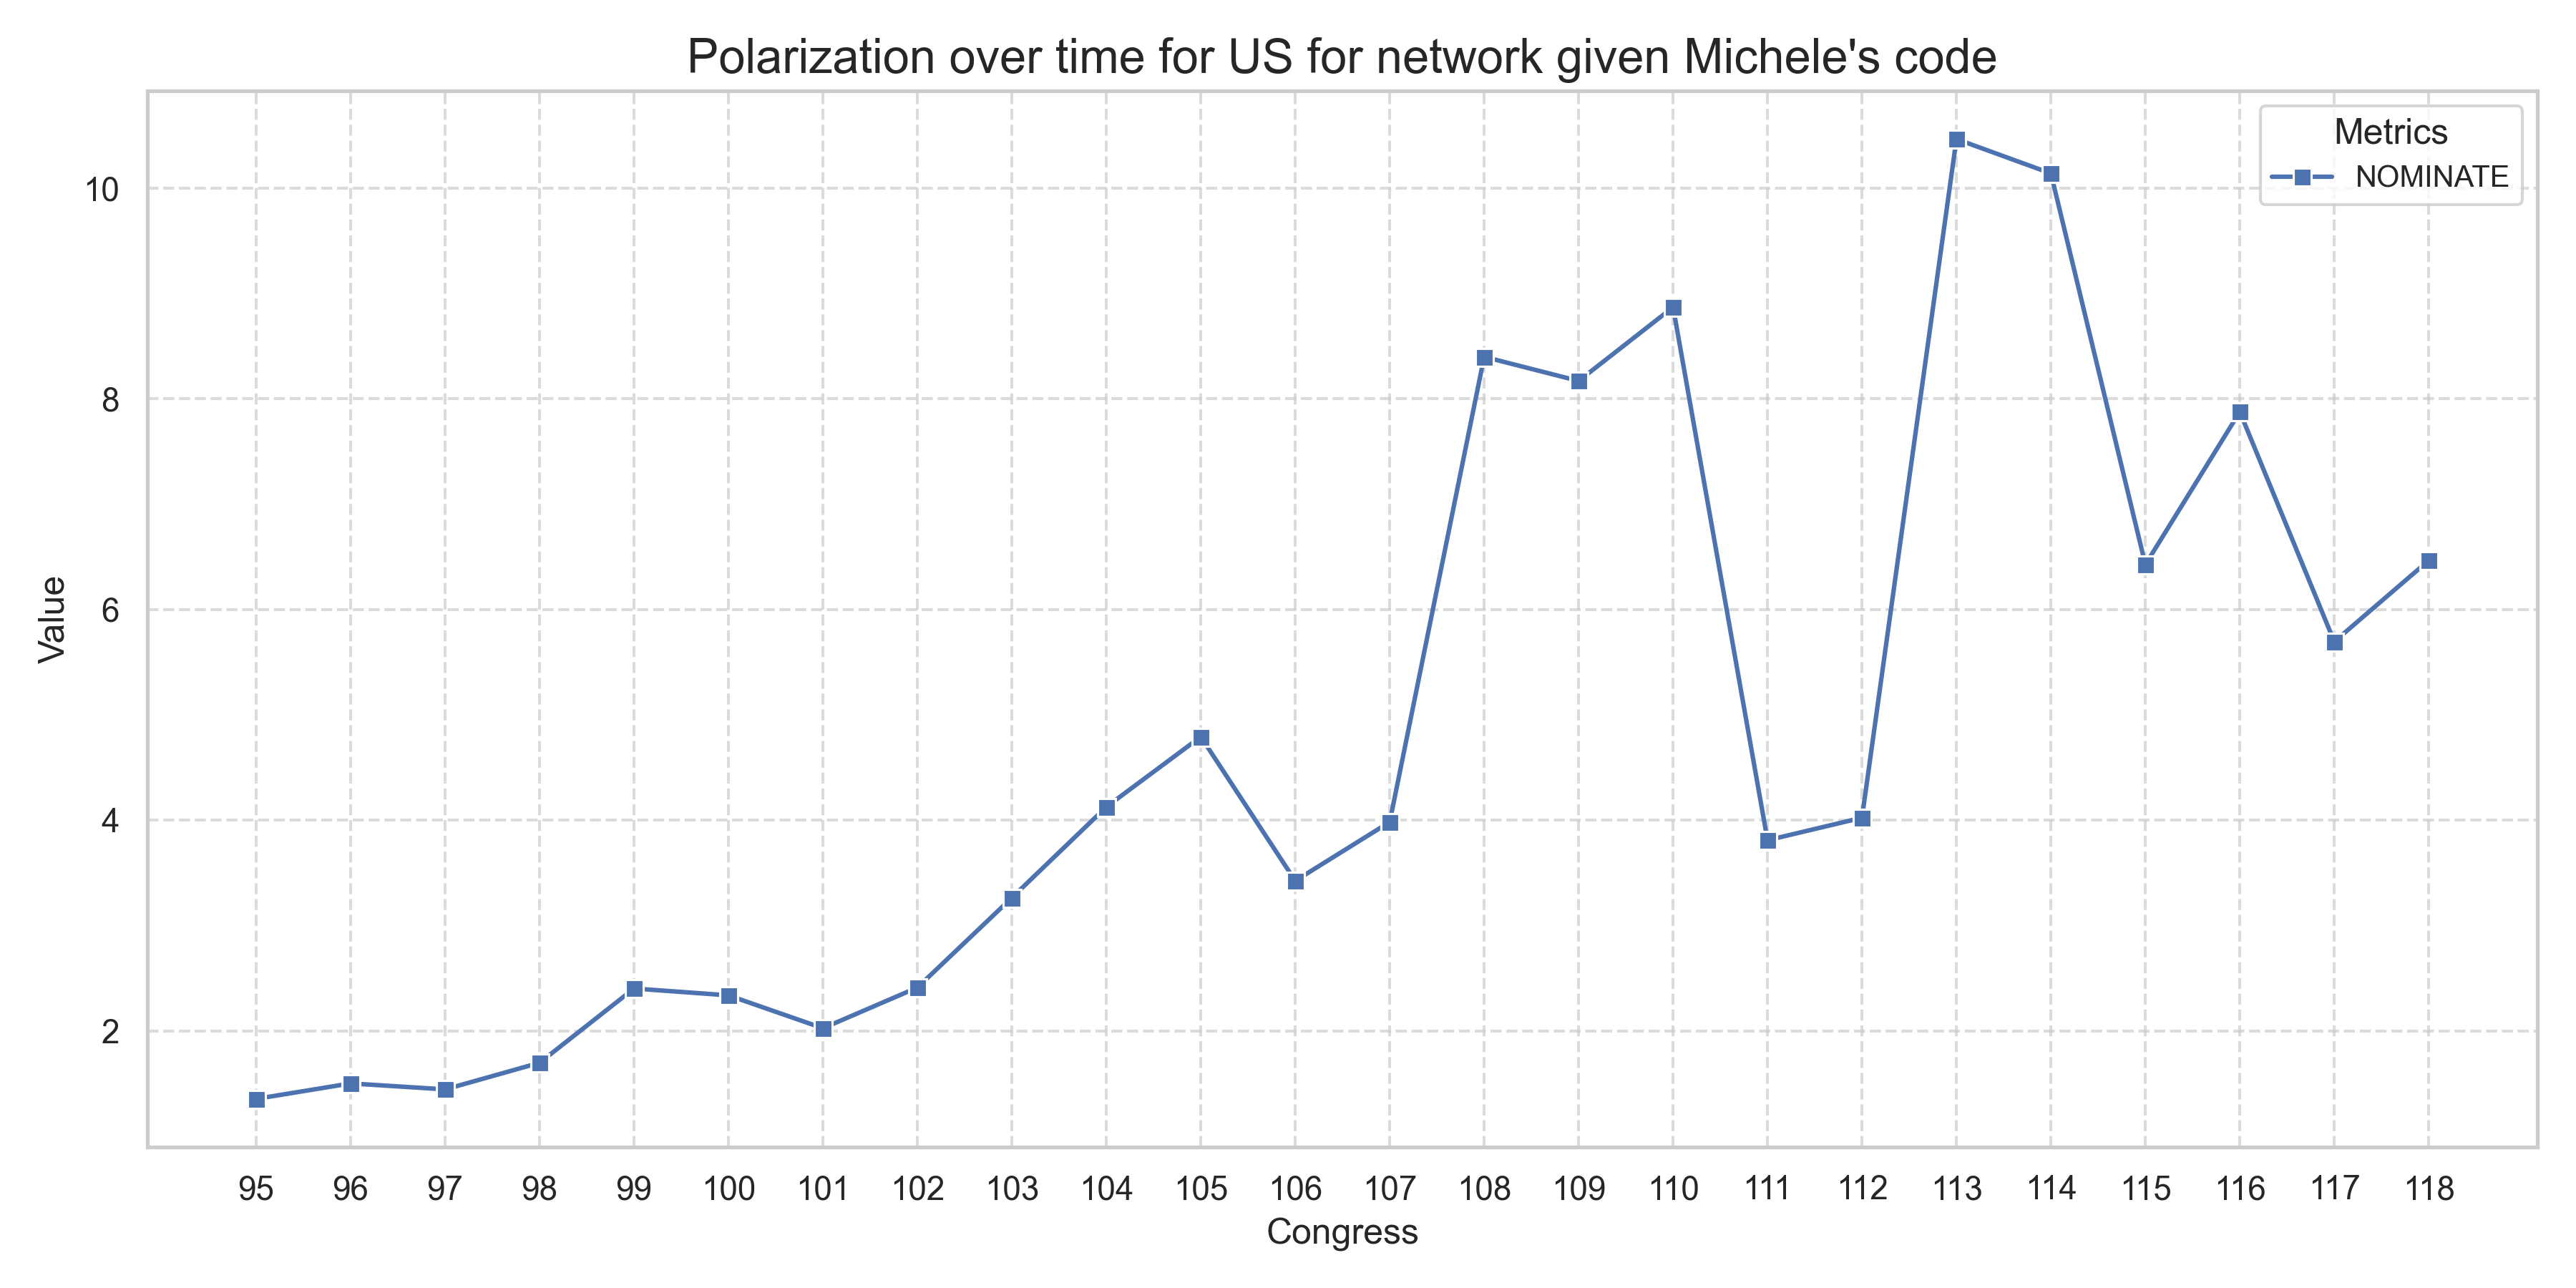 Polarization over time for US for network given Michele's code
Metrics
NOMINATE
10
8
6
4
2
Value
95 96 97 98 99 100 101 102 103 104 105 106 107 108 109 110 111 112 113 114 115 116 117 118
Congress